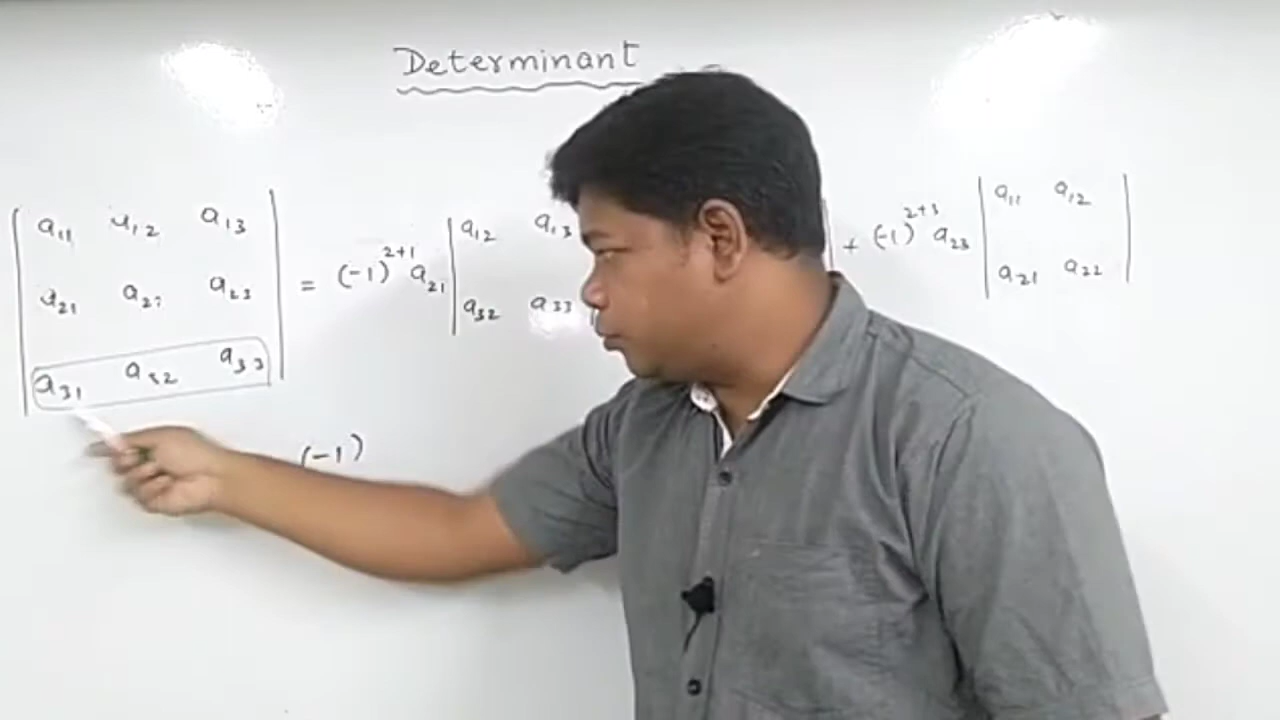 Determinant
| a₁₁ a₁₂ a₁₃ | = (-1)²⁺¹ a₂₁ | a₁₂ a₁₃ + (-1)²⁺³ a₂₃ | a₁₁ a₁₂ |
| a₂₁ a₂₂ a₂₃ | | a₃₂ a₃₃ | a₂₁ a₂₂ |
| a₃₁ a₃₂ a₃₃ |
(-1)